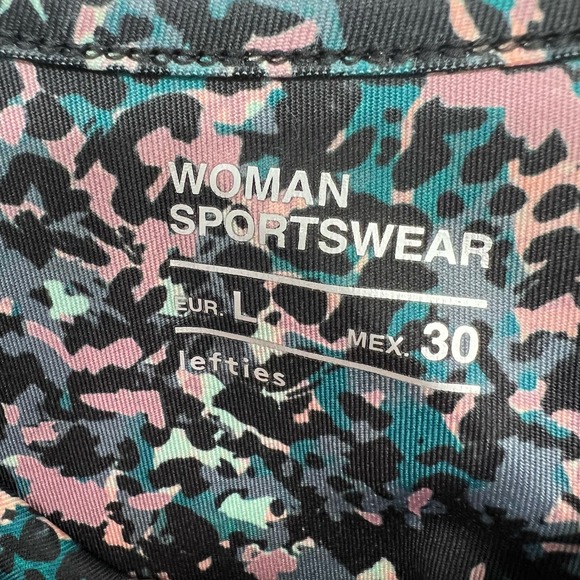 WOMAN
SPORTSWEAR
EUR. L MEX. 30
lefties